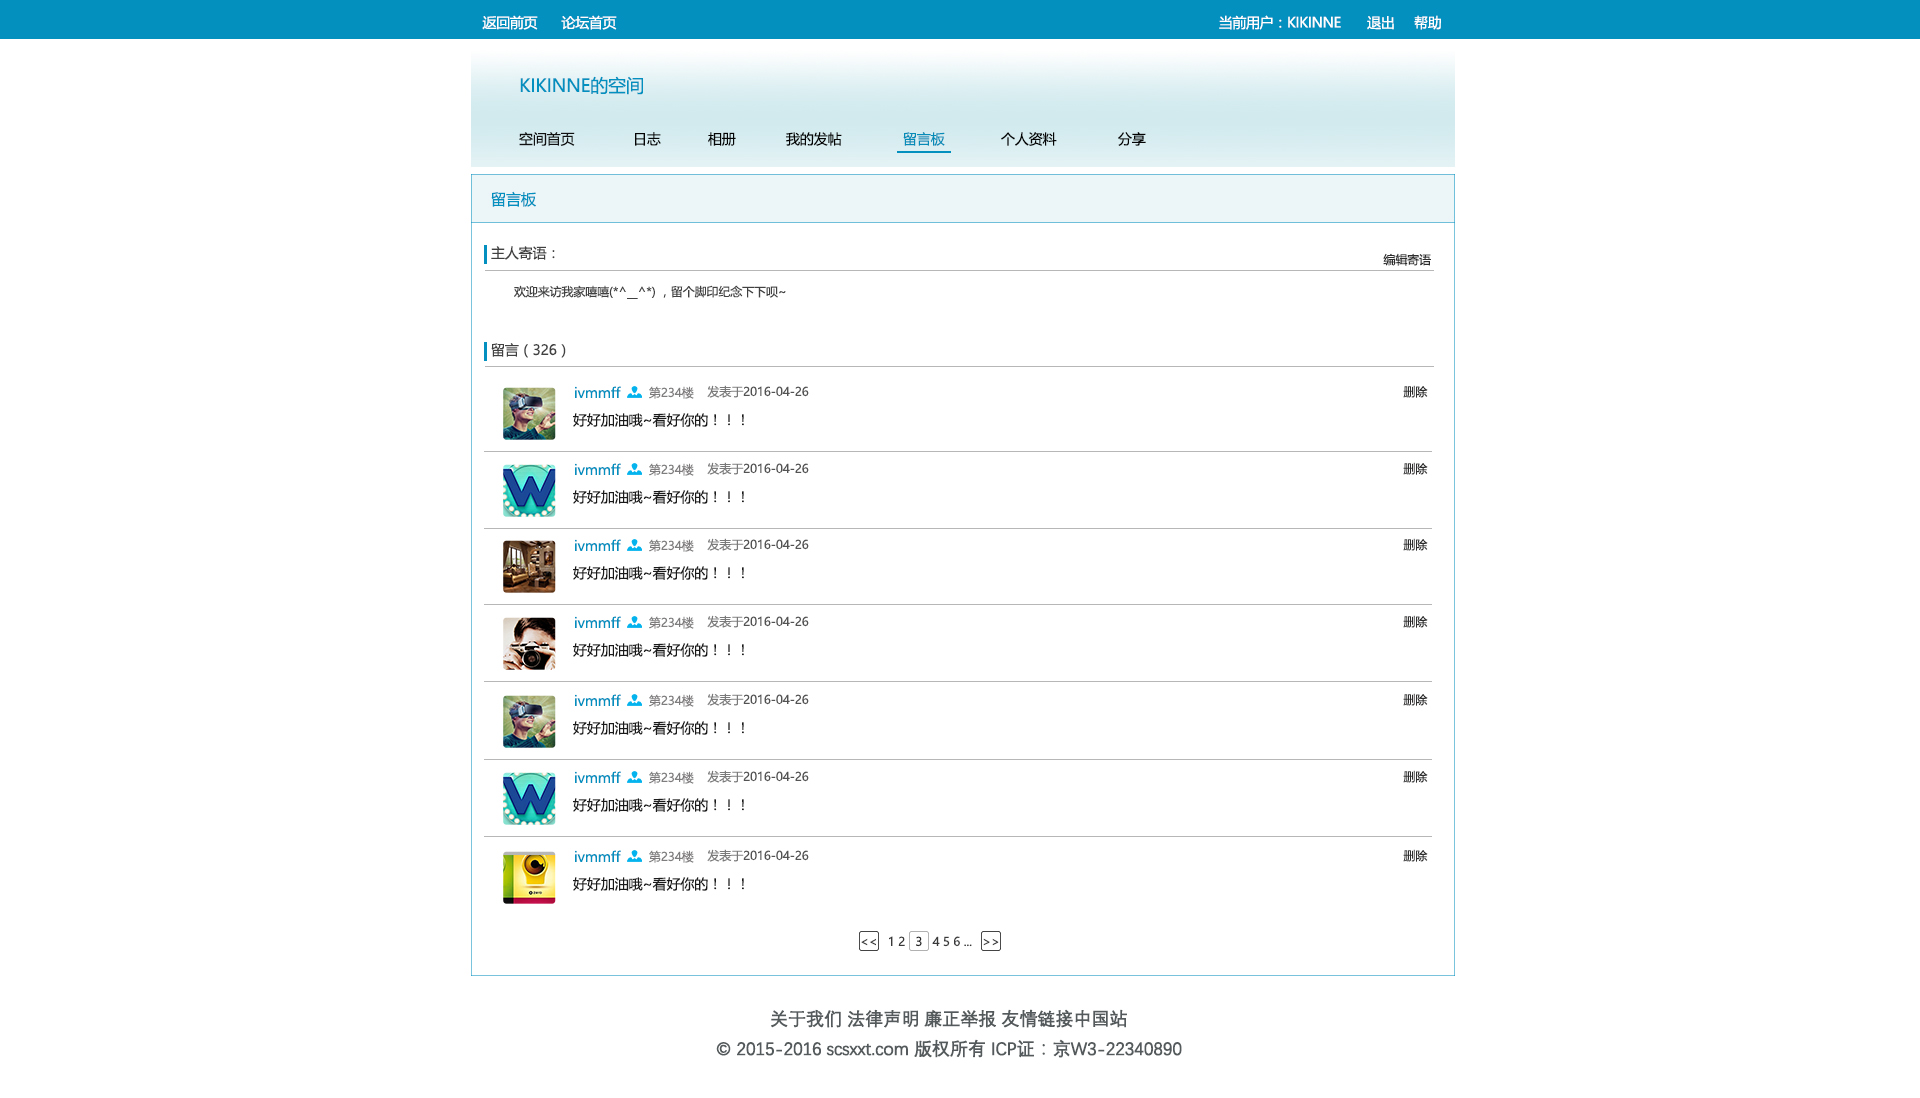 返回前页 论坛首页 当前用户：KIKINNE 退出 帮助
KIKINNE的空间
空间首页 日志 相册 我的发帖 留言板 个人资料 分享
留言板
主人寄语：
编辑寄语
欢迎来访我家嘻嘻(*^__^*) ，留个脚印纪念下下呗~
留言（326）
ivmmff 第234楼 发表于2016-04-26 删除
好好加油哦~看好你的！！！
ivmmff 第234楼 发表于2016-04-26 删除
W
好好加油哦~看好你的！！！
ivmmff 第234楼 发表于2016-04-26 删除
好好加油哦~看好你的！！！
ivmmff 第234楼 发表于2016-04-26 删除
好好加油哦~看好你的！！！
ivmmff 第234楼 发表于2016-04-26 删除
好好加油哦~看好你的！！！
ivmmff 第234楼 发表于2016-04-26 删除
W
好好加油哦~看好你的！！！
ivmmff 第234楼 发表于2016-04-26 删除
好好加油哦~看好你的！！！
<< 1 2 3 4 5 6 ... >>
关于我们 法律声明 廉正举报 友情链接中国站
© 2015-2016 scsxxt.com 版权所有 ICP证：京W3-22340890